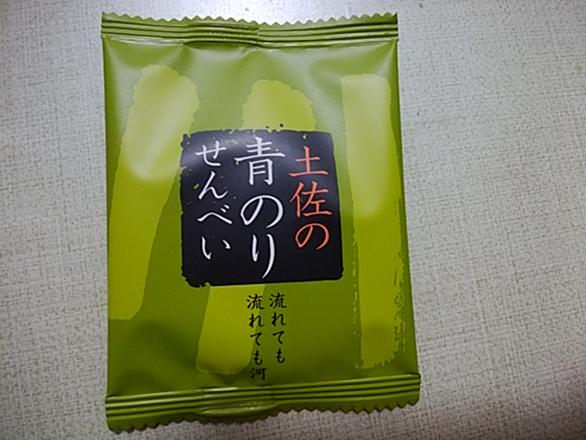 土佐の
青のり
せんべい
流れても
流れても河